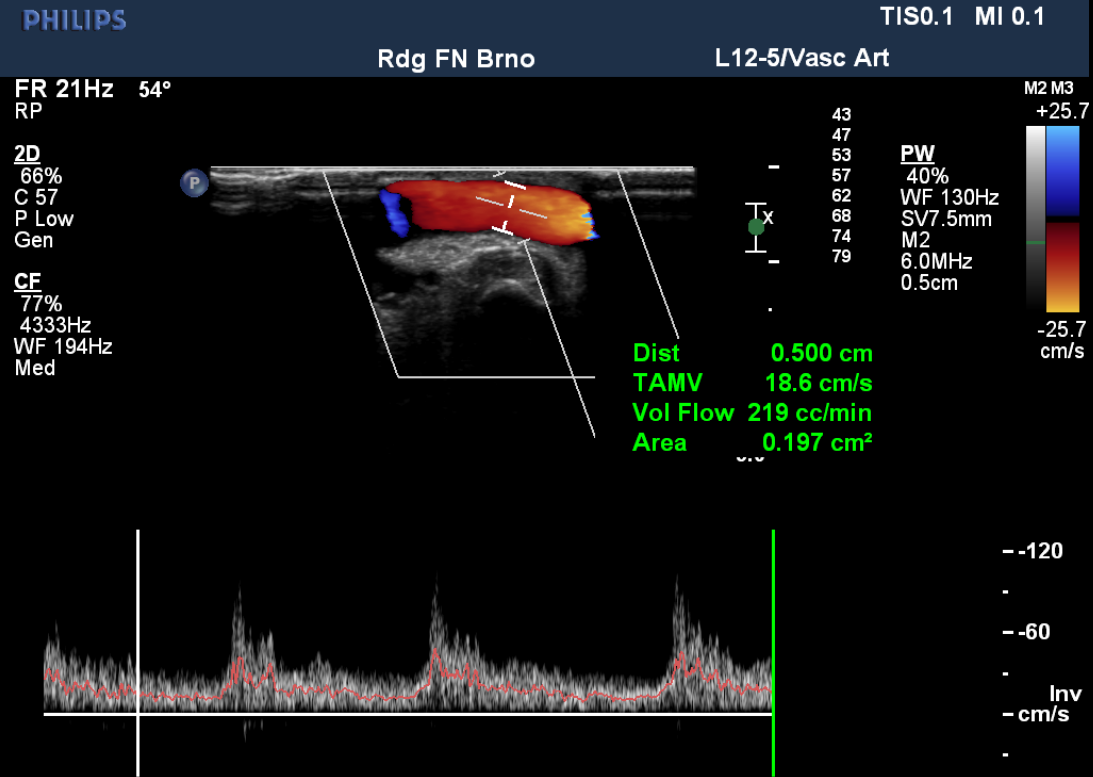 PHILIPS
TIS0.1 MI 0.1
Rdg FN Brno
L12-5/Vasc Art
FR 21Hz 54°
RP
M2 M3
+25.7
2D
66%
C 57
P Low
Gen
CF
77%
4333Hz
WF 194Hz
Med
P
43
47
53
57
62
68
74
79
x
PW
40%
WF 130Hz
SV7.5mm
M2
6.0MHz
0.5cm
-25.7
cm/s
Dist 0.500 cm
TAMV 18.6 cm/s
Vol Flow 219 cc/min
Area 0.197 cm²
-120
-60
Inv
cm/s